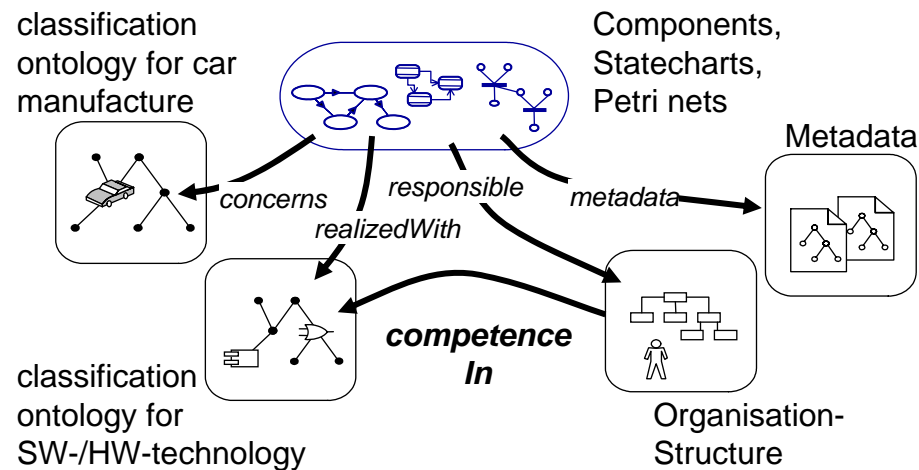 classification
ontology for car
manufacture
Components,
Statecharts,
Petri nets
Metadata
concerns
responsible
metadata
realizedWith
competence
In
classification
ontology for
SW-/HW-technology
Organisation-
Structure